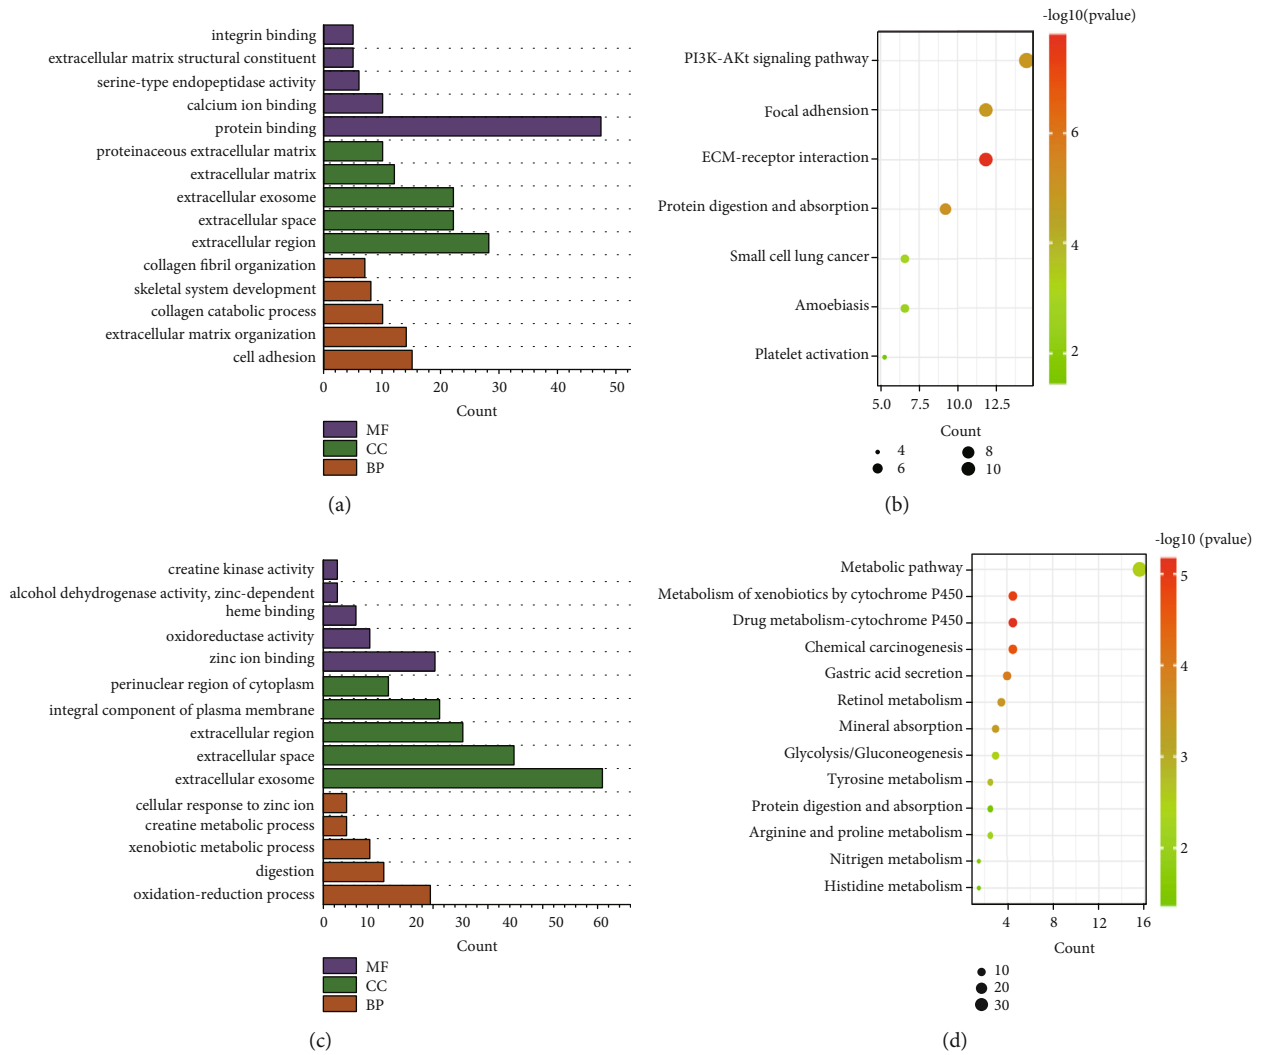 integrin binding
extracellular matrix structural constituent
serine-type endopeptidase activity
calcium ion binding
protein binding
proteinaceous extracellular matrix
extracellular matrix
extracellular exosome
extracellular space
extracellular region
collagen fibril organization
skeletal system development
collagen catabolic process
extracellular matrix organization
cell adhesion
0 10 20 30 40 50
Count
MF
CC
BP
(a)
-log10(pvalue)
PI3K-AKt signaling pathway
Focal adhension
ECM-receptor interaction
Protein digestion and absorption
Small cell lung cancer
Amoebiasis
Platelet activation
6
4
2
5.0 7.5 10.0 12.5
Count
4 8
6 10
(b)
creatine kinase activity
alcohol dehydrogenase activity, zinc-dependent
heme binding
oxidoreductase activity
zinc ion binding
perinuclear region of cytoplasm
integral component of plasma membrane
extracellular region
extracellular space
extracellular exosome
cellular response to zinc ion
creatine metabolic process
xenobiotic metabolic process
digestion
oxidation-reduction process
0 10 20 30 40 50 60
Count
MF
CC
BP
(c)
-log10 (pvalue)
Metabolic pathway
Metabolism of xenobiotics by cytochrome P450
Drug metabolism-cytochrome P450
Chemical carcinogenesis
Gastric acid secretion
Retinol metabolism
Mineral absorption
Glycolysis/Gluconeogenesis
Tyrosine metabolism
Protein digestion and absorption
Arginine and proline metabolism
Nitrigen metabolism
Histidine metabolism
5
4
3
2
4 8 12 16
Count
10
20
30
(d)